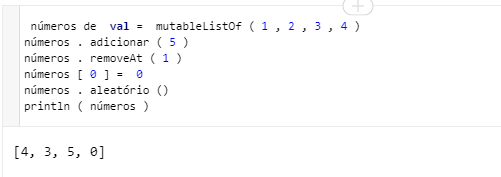 números de val = mutableListOf ( 1 , 2 , 3 , 4 )
números . adicionar ( 5 )
números . removeAt ( 1 )
números [ 0 ] = 0
números . aleatório ()
println ( números )
[4, 3, 5, 0]